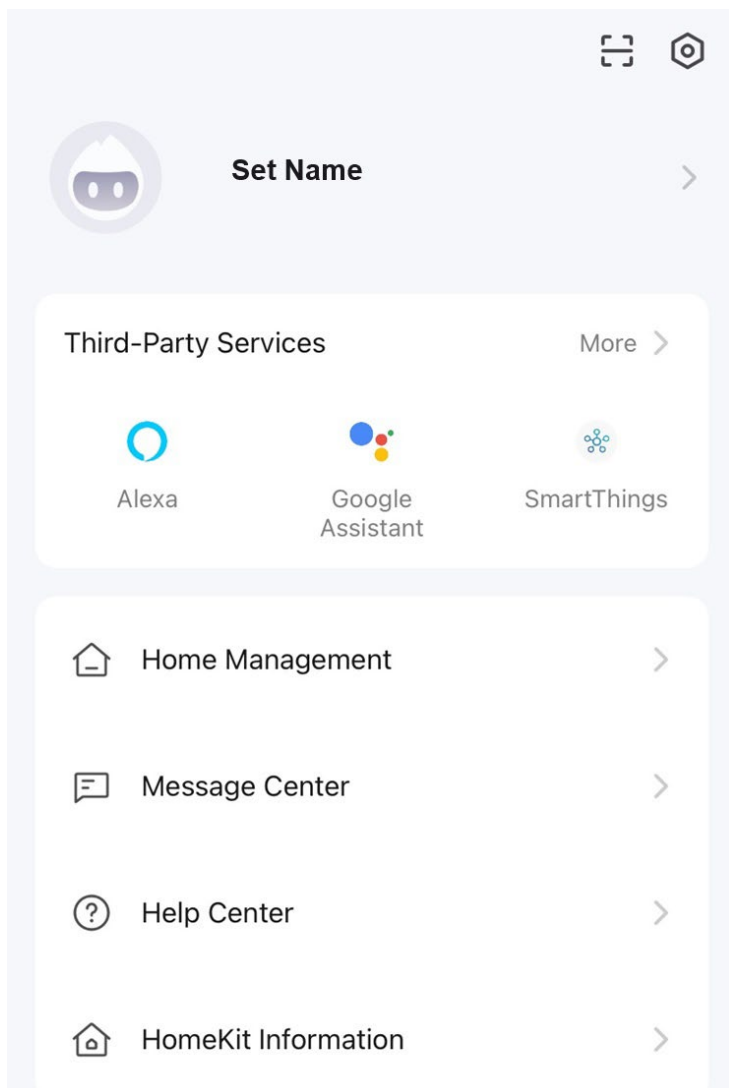 Set Name
Third-Party Services
More
Alexa
Google
Assistant
SmartThings
Home Management
Message Center
Help Center
HomeKit Information